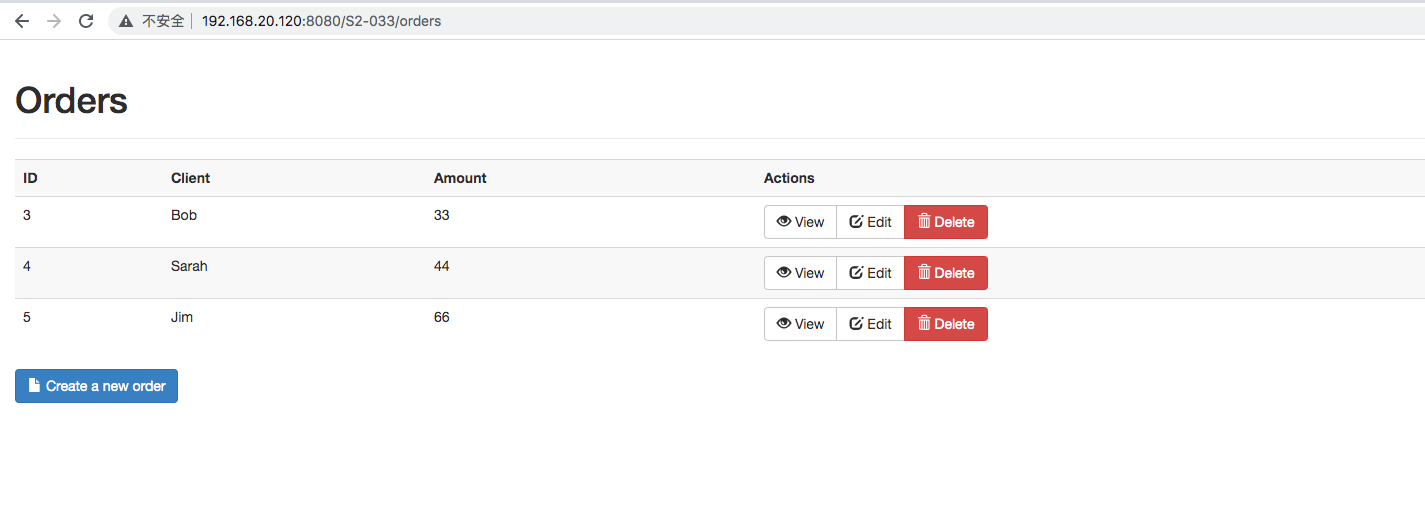 不安全 192.168.20.120:8080/S2-033/orders
Orders
ID Client Amount Actions
3 Bob 33 View Edit Delete
4 Sarah 44 View Edit Delete
5 Jim 66 View Edit Delete
Create a new order